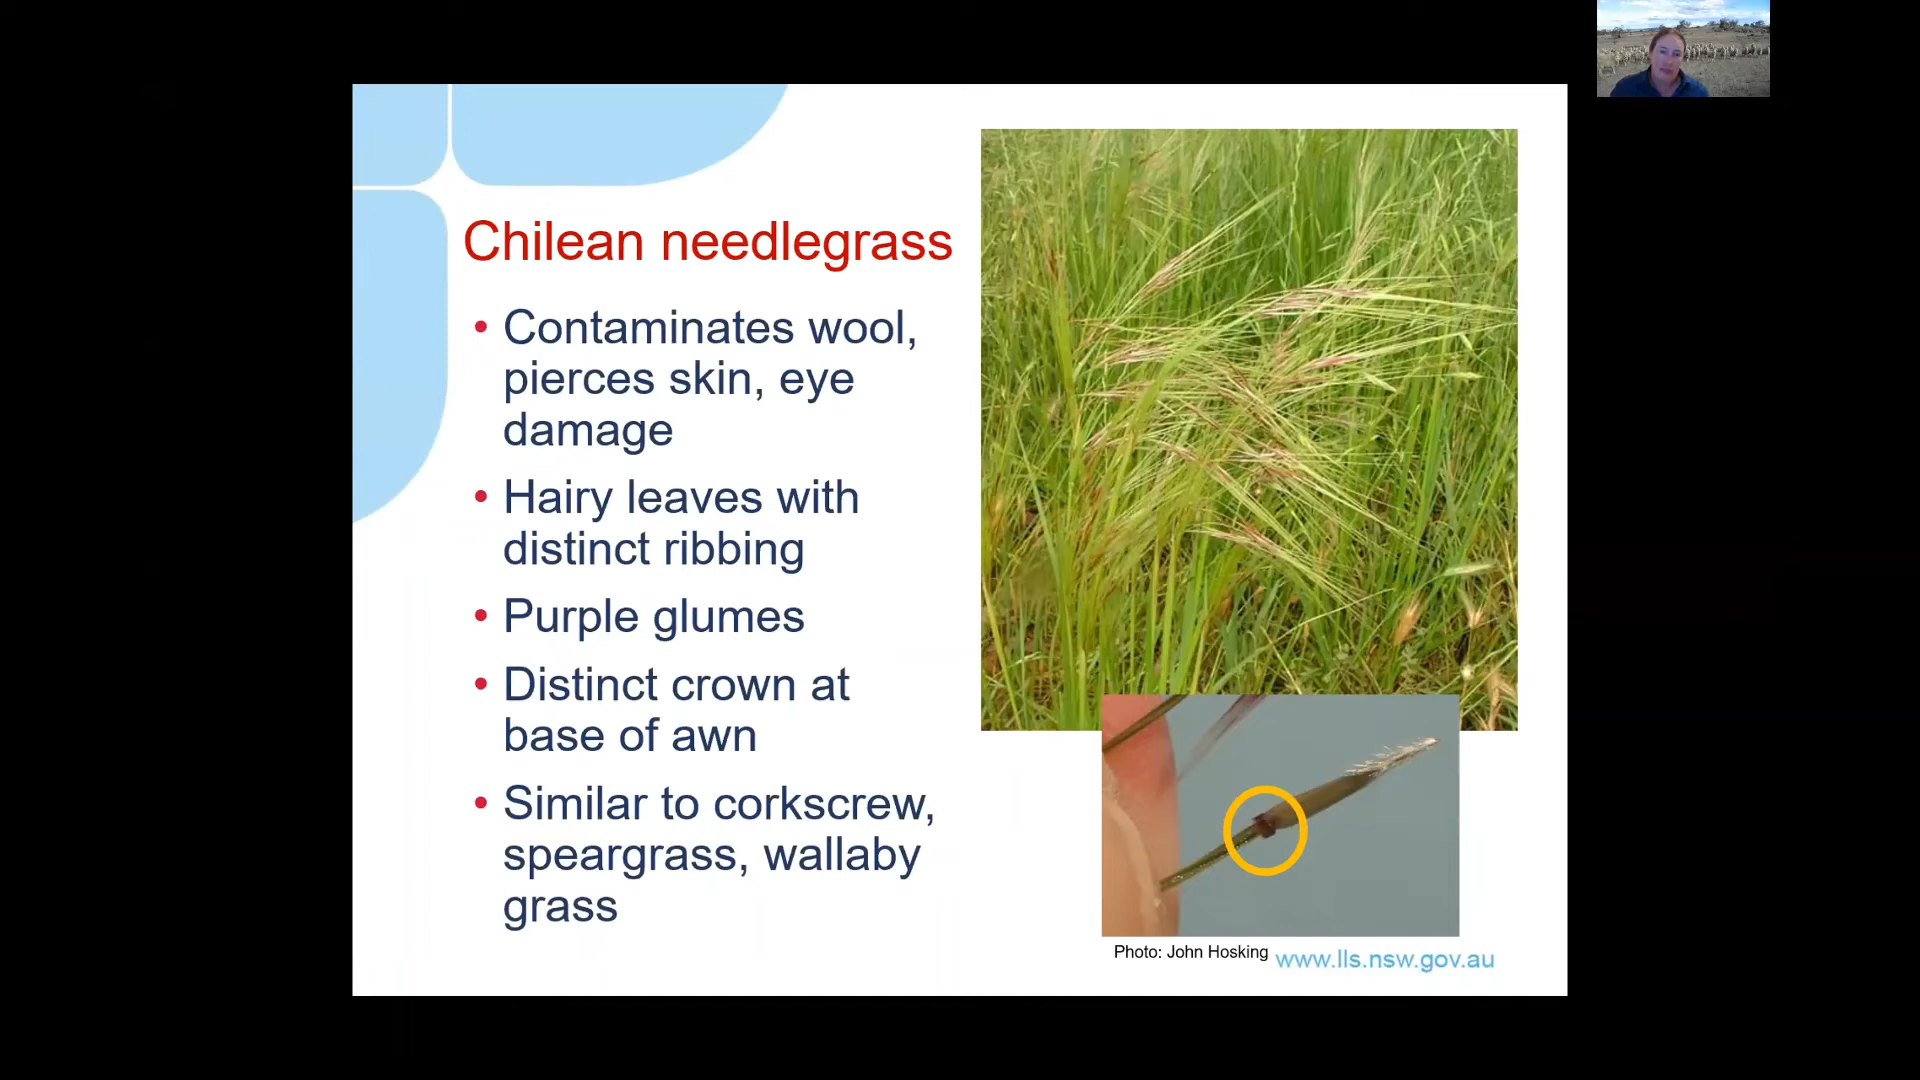 Chilean needlegrass
• Contaminates wool,
pierces skin, eye
damage
• Hairy leaves with
distinct ribbing
• Purple glumes
• Distinct crown at
base of awn
• Similar to corkscrew,
speargrass, wallaby
grass
Photo: John Hosking
www.lls.nsw.gov.au